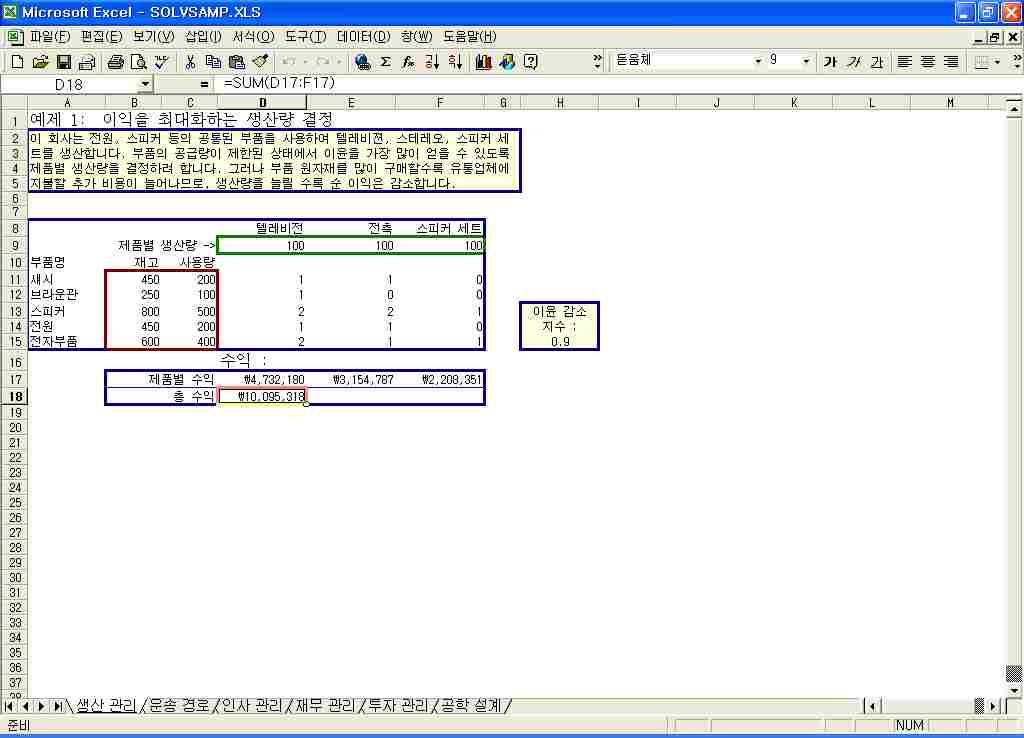 Microsoft Excel - SOLVSAMP.XLS
파일(F) 편집(E) 보기(V) 삽입(I) 서식(O) 도구(T) 데이터(D) 창(W) 도움말(H)
돋움체 9 가 가 가
D18 = =SUM(D17:F17)
A B C D E F G H I J K L M
1 예제 1: 이익을 최대화하는 생산량 결정
2 이 회사는 전원, 스피커 등의 공통된 부품을 사용하여 텔레비젼, 스테레오, 스피커 세
3 트를 생산합니다. 부품의 공급량이 제한된 상태에서 이윤을 가장 많이 얻을 수 있도록
4 제품별 생산량을 결정하려 합니다. 그러나 부품 원자재를 많이 구매할수록 유통업체에
5 지불할 추가 비용이 늘어나므로, 생산량을 늘릴 수록 순 이익은 감소합니다.
6
7
8 텔레비전 전축 스피커 세트
9 제품별 생산량 -> 100 100 100
10 부품명 재고 사용량
11 섀시 450 200 1 1 0
12 브라운관 250 100 1 0 0
13 스피커 800 500 2 2 1 이윤 감소
14 전원 450 200 1 1 0 지수 :
15 전자부품 600 400 2 1 1 0.9
16 수익 :
17 제품별 수익 ₩4,732,180 ₩3,154,787 ₩2,208,351
18 총 수익 ₩10,095,318
19
20
21
22
23
24
25
26
27
28
29
30
31
32
33
34
35
36
37
38
생산 관리 / 운송 경로 / 인사 관리 / 재무 관리 / 투자 관리 / 공학 설계 /
준비 NUM